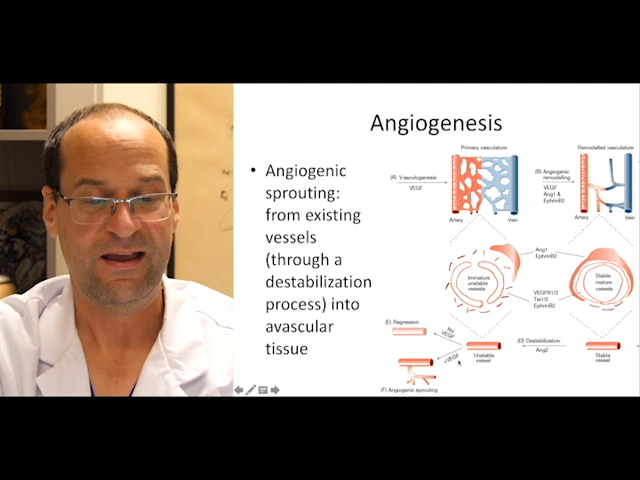 Angiogenesis
• Angiogenic
sprouting:
from existing
vessels
(through a
destabilization
process) into
avascular
tissue
Primary vasculature
Remodelled vasculature
(A) Vasculogenesis
VEGF
(B) Angiogenic
remodelling
VEGF
Ang1 &
EphrinB2
Artery
Vein
Artery
Vein
Ang1
EphrinB2
Immature
unstable
vessels
Stable
mature
vessels
VEGFR1/2
Tie1/2
EphrinB2
(E) Regression
No
VEGF
(D) Destabilization
Ang2
Unstable
vessel
Stable
vessel
+VEGF
(F) Angiogenic sprouting